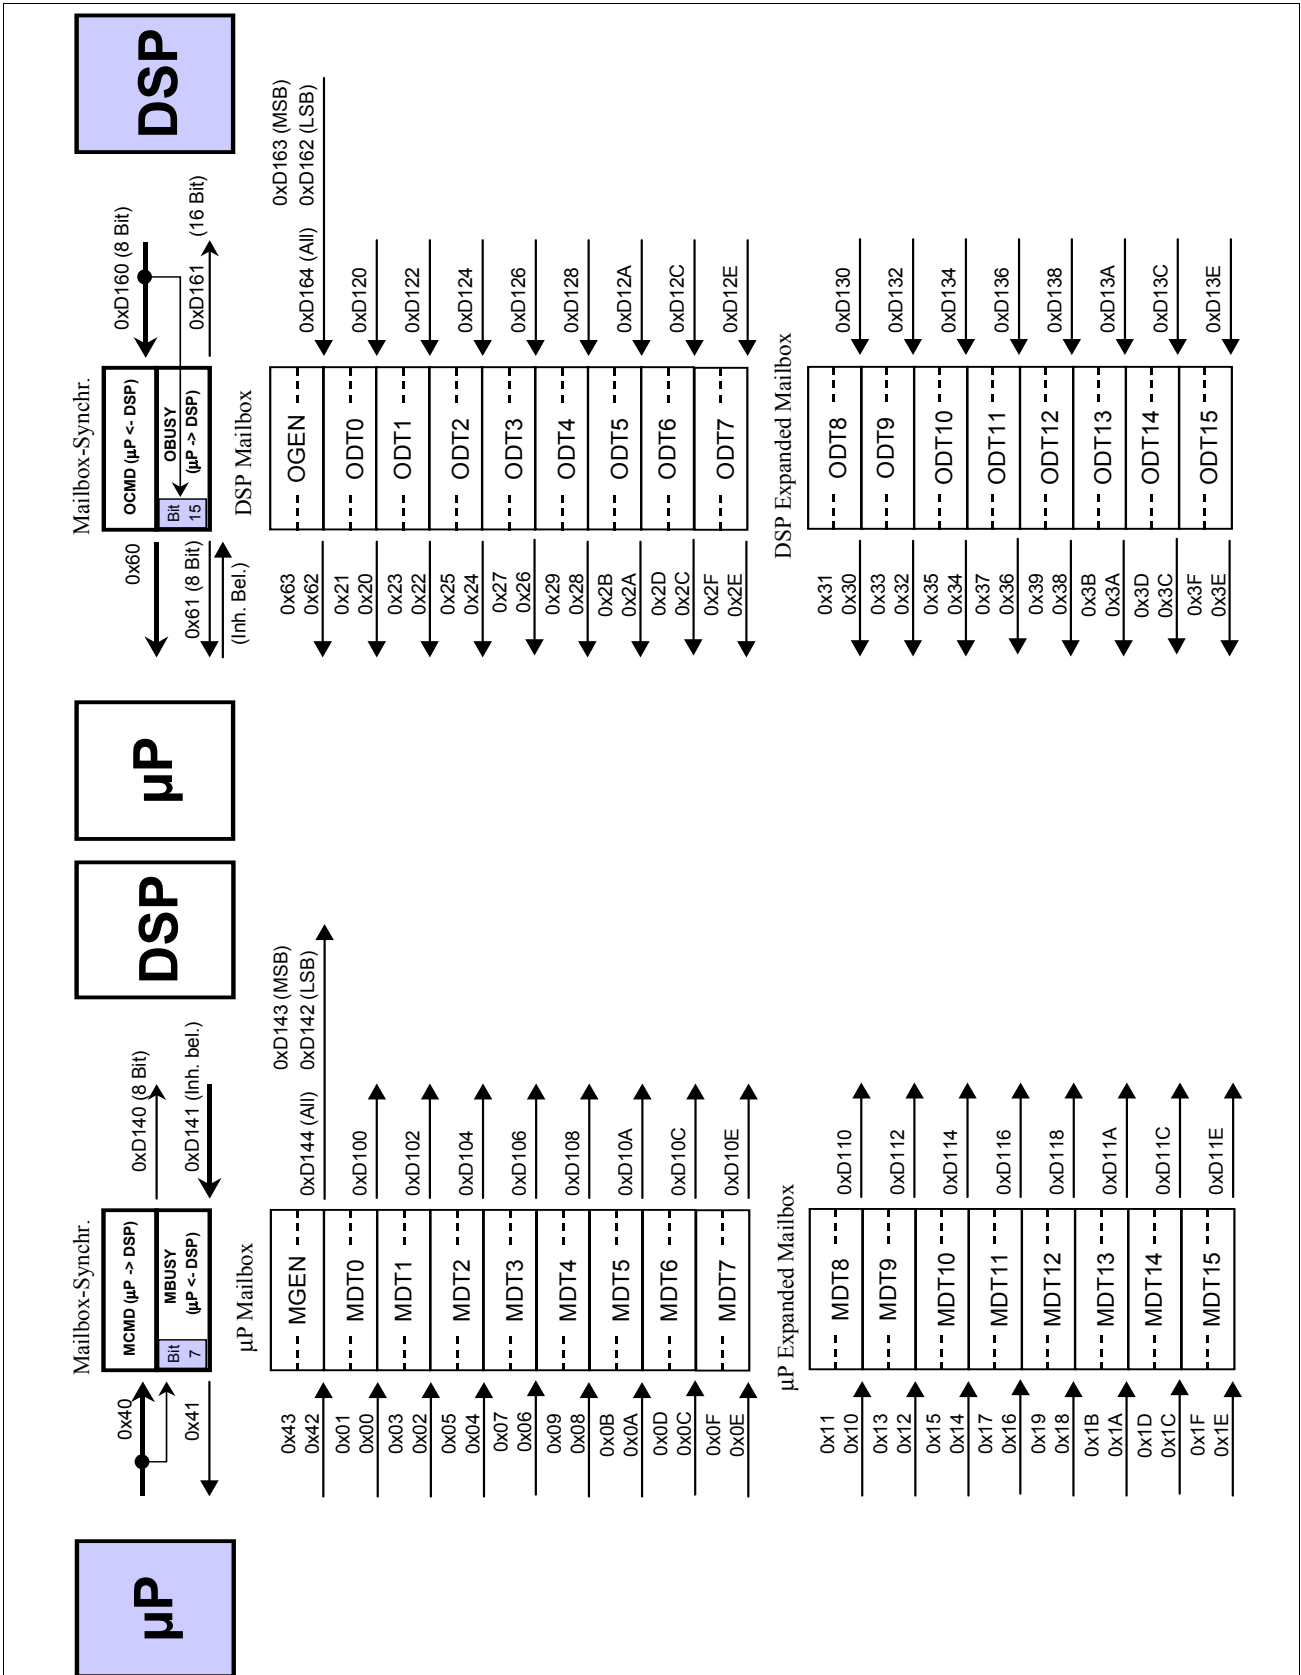 µP
DSP
Mailbox-Synchr.
0x40
0x41
MCMD (µP -> DSP)
MBUSY
(µP <- DSP)
Bit
7
0xD140 (8 Bit)
0xD141 (Inh. bel.)
µP Mailbox
0x43
0x42
MGEN
0xD144 (All)
0xD143 (MSB)
0xD142 (LSB)
0x01
0x00
MDT0
0xD100
0x03
0x02
MDT1
0xD102
0x05
0x04
MDT2
0xD104
0x07
0x06
MDT3
0xD106
0x09
0x08
MDT4
0xD108
0x0B
0x0A
MDT5
0xD10A
0x0D
0x0C
MDT6
0xD10C
0x0F
0x0E
MDT7
0xD10E
µP Expanded Mailbox
0x11
0x10
MDT8
0xD110
0x13
0x12
MDT9
0xD112
0x15
0x14
MDT10
0xD114
0x17
0x16
MDT11
0xD116
0x19
0x18
MDT12
0xD118
0x1B
0x1A
MDT13
0xD11A
0x1D
0x1C
MDT14
0xD11C
0x1F
0x1E
MDT15
0xD11E
µP
DSP
Mailbox-Synchr.
0x60
0x61 (8 Bit)
(Inh. Bel.)
OCMD (µP <- DSP)
OBUSY
(µP -> DSP)
Bit
15
0xD160 (8 Bit)
0xD161
(16 Bit)
DSP Mailbox
0x63
0x62
OGEN
0xD164 (All)
0xD163 (MSB)
0xD162 (LSB)
0x21
0x20
ODT0
0xD120
0x23
0x22
ODT1
0xD122
0x25
0x24
ODT2
0xD124
0x27
0x26
ODT3
0xD126
0x29
0x28
ODT4
0xD128
0x2B
0x2A
ODT5
0xD12A
0x2D
0x2C
ODT6
0xD12C
0x2F
0x2E
ODT7
0xD12E
DSP Expanded Mailbox
0x31
0x30
ODT8
0xD130
0x33
0x32
ODT9
0xD132
0x35
0x34
ODT10
0xD134
0x37
0x36
ODT11
0xD136
0x39
0x38
ODT12
0xD138
0x3B
0x3A
ODT13
0xD13A
0x3D
0x3C
ODT14
0xD13C
0x3F
0x3E
ODT15
0xD13E